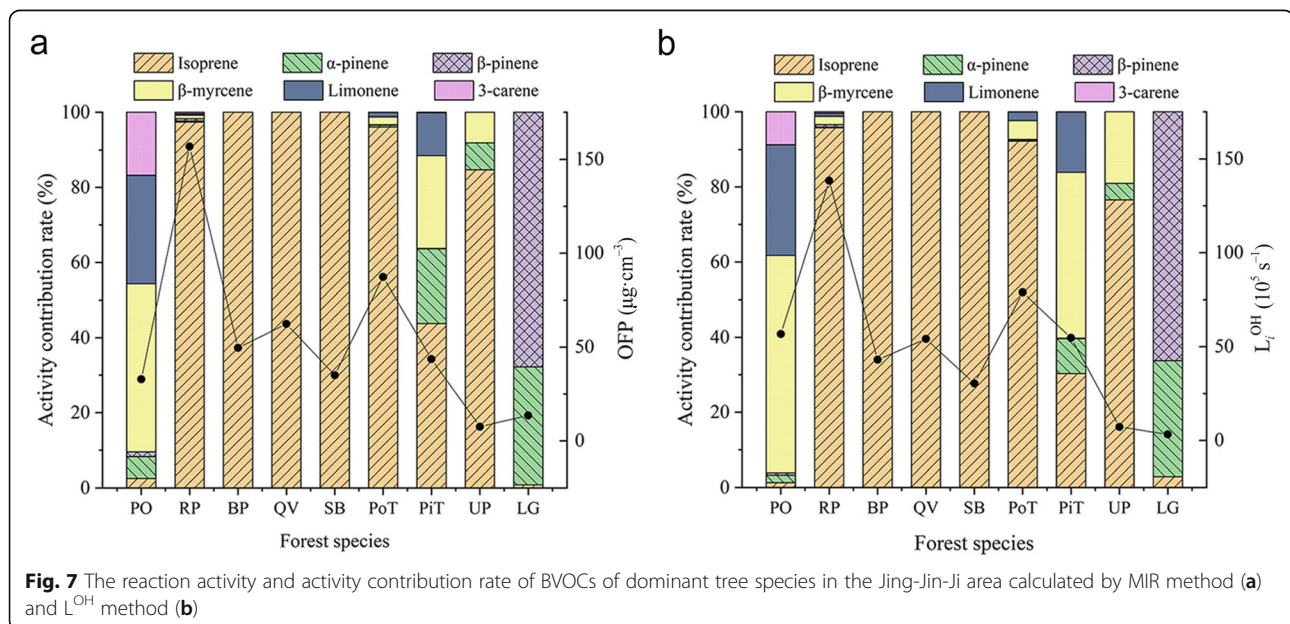 a
Isoprene α-pinene β-pinene
β-myrcene Limonene 3-carene
Activity contribution rate (%)
100
80
60
40
20
0
150
100
50
0
OFP (μg·cm⁻³)
PO RP BP QV SB PoT PiT UP LG
Forest species
b
Isoprene α-pinene β-pinene
β-myrcene Limonene 3-carene
Activity contribution rate (%)
100
80
60
40
20
0
150
100
50
0
Lᵢᴼᴴ (10⁵ s⁻¹)
PO RP BP QV SB PoT PiT UP LG
Forest species
Fig. 7 The reaction activity and activity contribution rate of BVOCs of dominant tree species in the Jing-Jin-Ji area calculated by MIR method (a)
and Lᴼᴴ method (b)